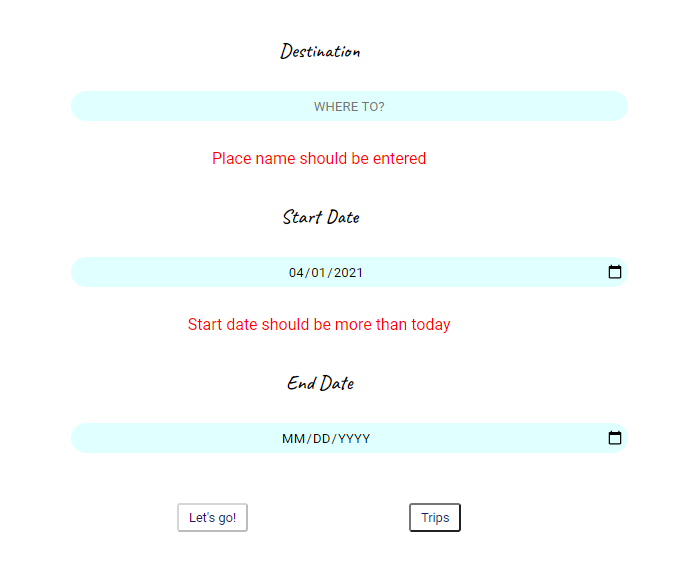 Destination
WHERE TO?
Place name should be entered
Start Date
04/01/2021
Start date should be more than today
End Date
MM/DD/YYYY
Let's go! Trips